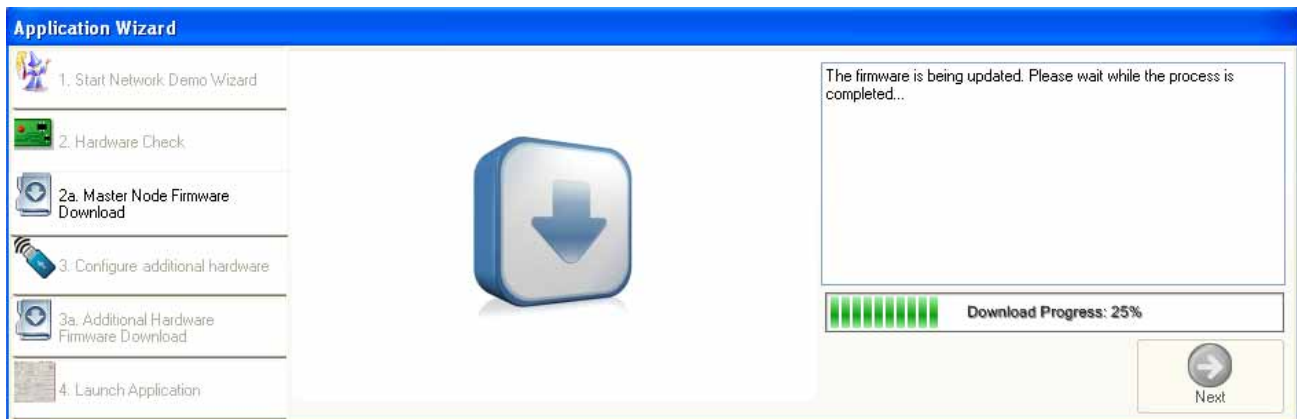 Application Wizard
1. Start Network Demo Wizard
2. Hardware Check
2a. Master Node Firmware
Download
3. Configure additional hardware
3a. Additional Hardware
Firmware Download
4. Launch Application
The firmware is being updated. Please wait while the process is
completed...
Download Progress: 25%
Next